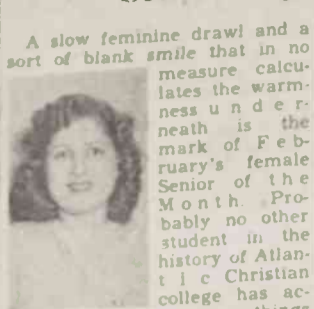 A slow feminine drawl and a
sort of blank smile that in no
measure calcu-
lates the warm-
ness u n d e r-
neath is the
mark of F e b-
ruary's female
Senior of t h e
M o n t h. Pro-
bably no other
student in the
history of Atlan-
t i c Christian
college has ac-
things